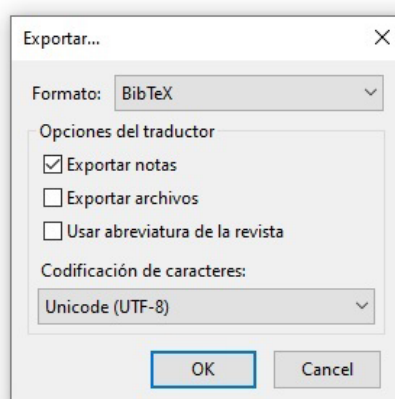 Exportar...
Formato: BibTeX
Opciones del traductor
Exportar notas
Exportar archivos
Usar abreviatura de la revista
Codificación de caracteres:
Unicode (UTF-8)
OK Cancel